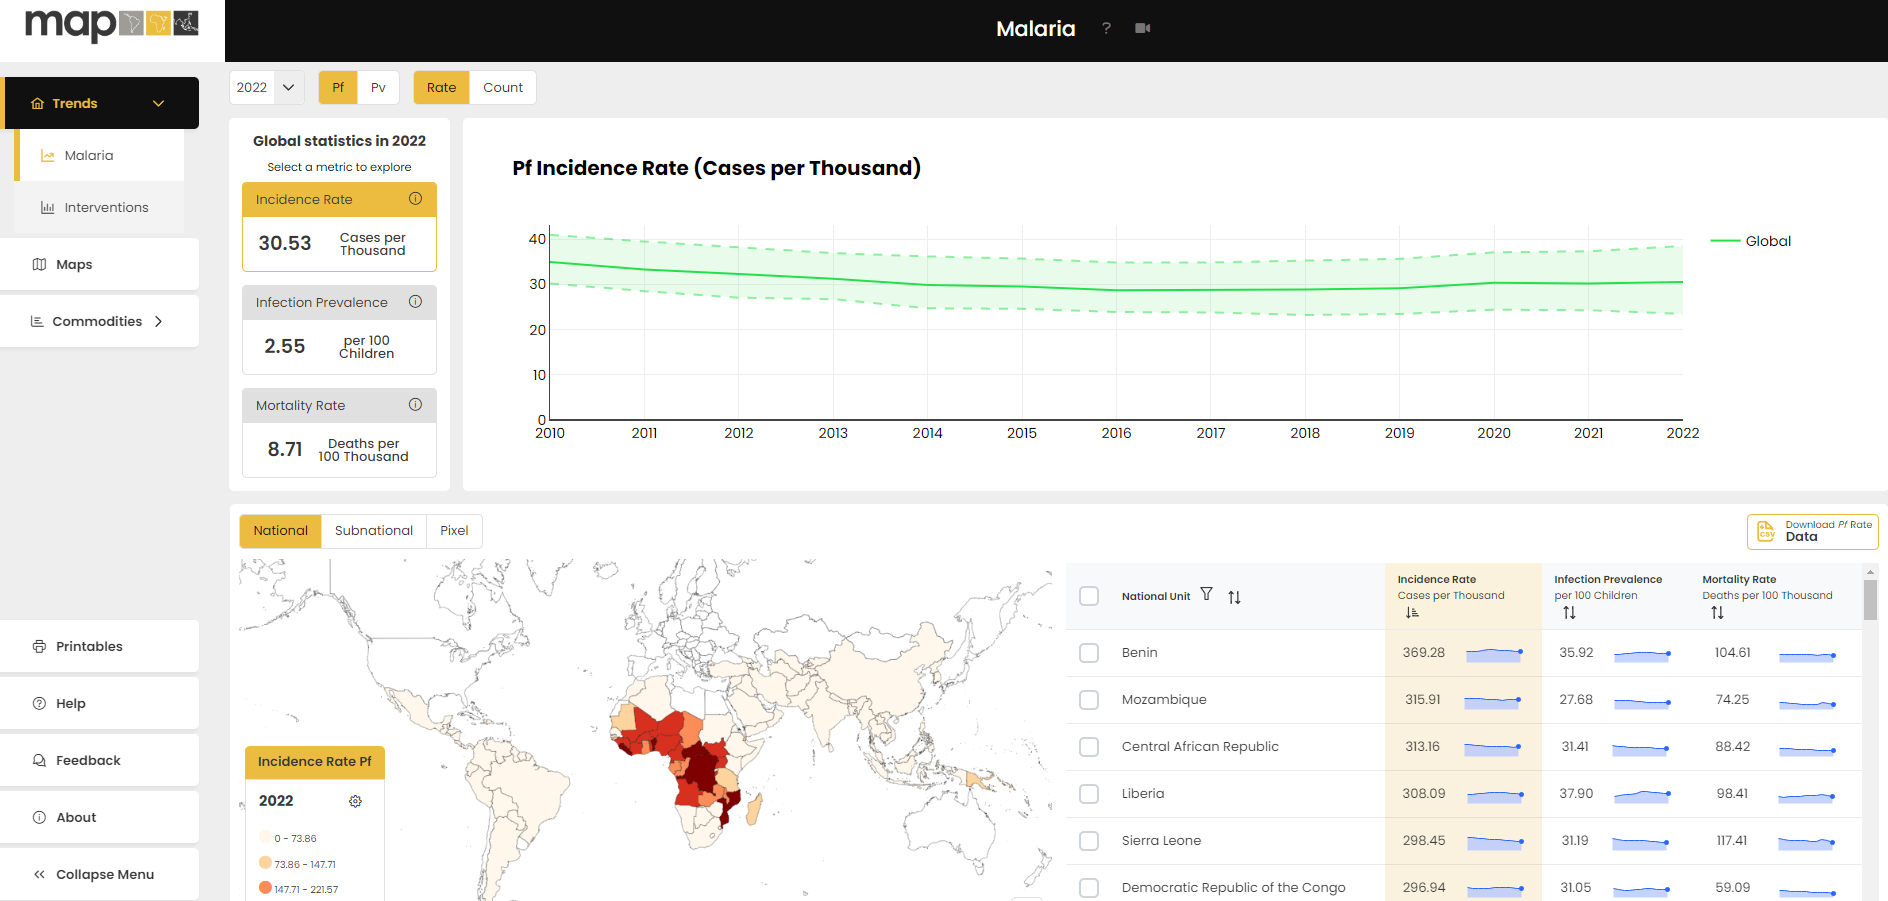 map
Malaria ?
Trends
Malaria
Interventions
Maps
Commodities
Printables
Help
Feedback
About
Collapse Menu
2022
Pf Pv
Rate Count
Global statistics in 2022
Select a metric to explore
Incidence Rate
30.53 Cases per
Thousand
Infection Prevalence
2.55 per 100
Children
Mortality Rate
8.71 Deaths per
100 Thousand
Pf Incidence Rate (Cases per Thousand)
40
30
20
10
0
2010 2011 2012 2013 2014 2015 2016 2017 2018 2019 2020 2021 2022
Global
National Subnational Pixel
Download Pf Rate
Data
CSV
Incidence Rate Pf
2022
0 - 73.86
73.86 - 147.71
147.71 - 221.57
National Unit
Incidence Rate
Cases per Thousand
Infection Prevalence
per 100 Children
Mortality Rate
Deaths per 100 Thousand
Benin 369.28 35.92 104.61
Mozambique 315.91 27.68 74.25
Central African Republic 313.16 31.41 88.42
Liberia 308.09 37.90 98.41
Sierra Leone 298.45 31.19 117.41
Democratic Republic of the Congo 296.94 31.05 59.09